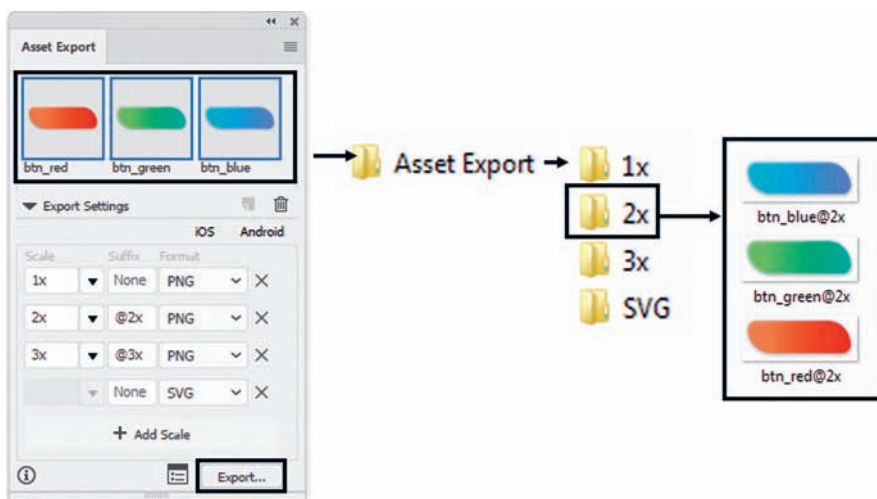 Asset Export
btn_red btn_green btn_blue
Export Settings
iOS Android
Scale Suffix Format
1x None PNG
2x @2x PNG
3x @3x PNG
None SVG
+ Add Scale
Export...
Asset Export
1x
2x
3x
SVG
btn_blue@2x
btn_green@2x
btn_red@2x